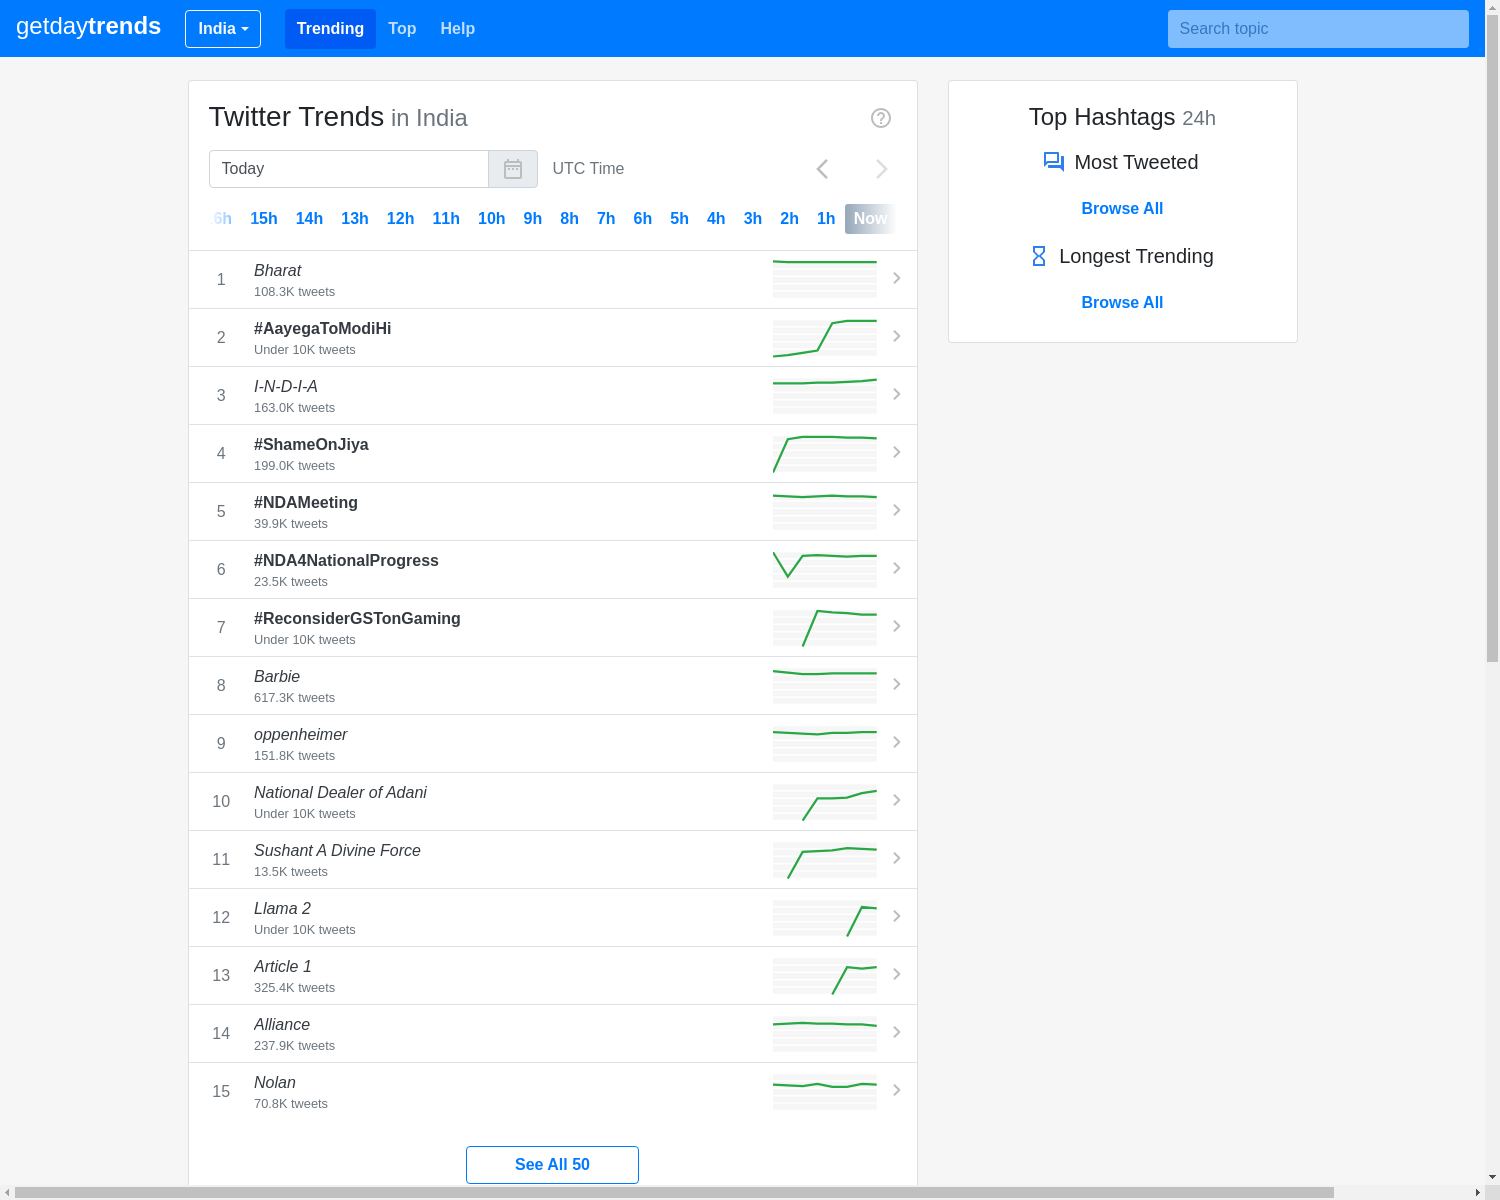 getdaytrends India Trending Top Help Search topic
Twitter Trends in India
Today UTC Time
6h 15h 14h 13h 12h 11h 10h 9h 8h 7h 6h 5h 4h 3h 2h 1h Now
1 Bharat
108.3K tweets
2 #AayegaToModiHi
Under 10K tweets
3 I-N-D-I-A
163.0K tweets
4 #ShameOnJiya
199.0K tweets
5 #NDAMeeting
39.9K tweets
6 #NDA4NationalProgress
23.5K tweets
7 #ReconsiderGSTonGaming
Under 10K tweets
8 Barbie
617.3K tweets
9 oppenheimer
151.8K tweets
10 National Dealer of Adani
Under 10K tweets
11 Sushant A Divine Force
13.5K tweets
12 Llama 2
Under 10K tweets
13 Article 1
325.4K tweets
14 Alliance
237.9K tweets
15 Nolan
70.8K tweets
See All 50
Top Hashtags 24h
Most Tweeted
Browse All
Longest Trending
Browse All